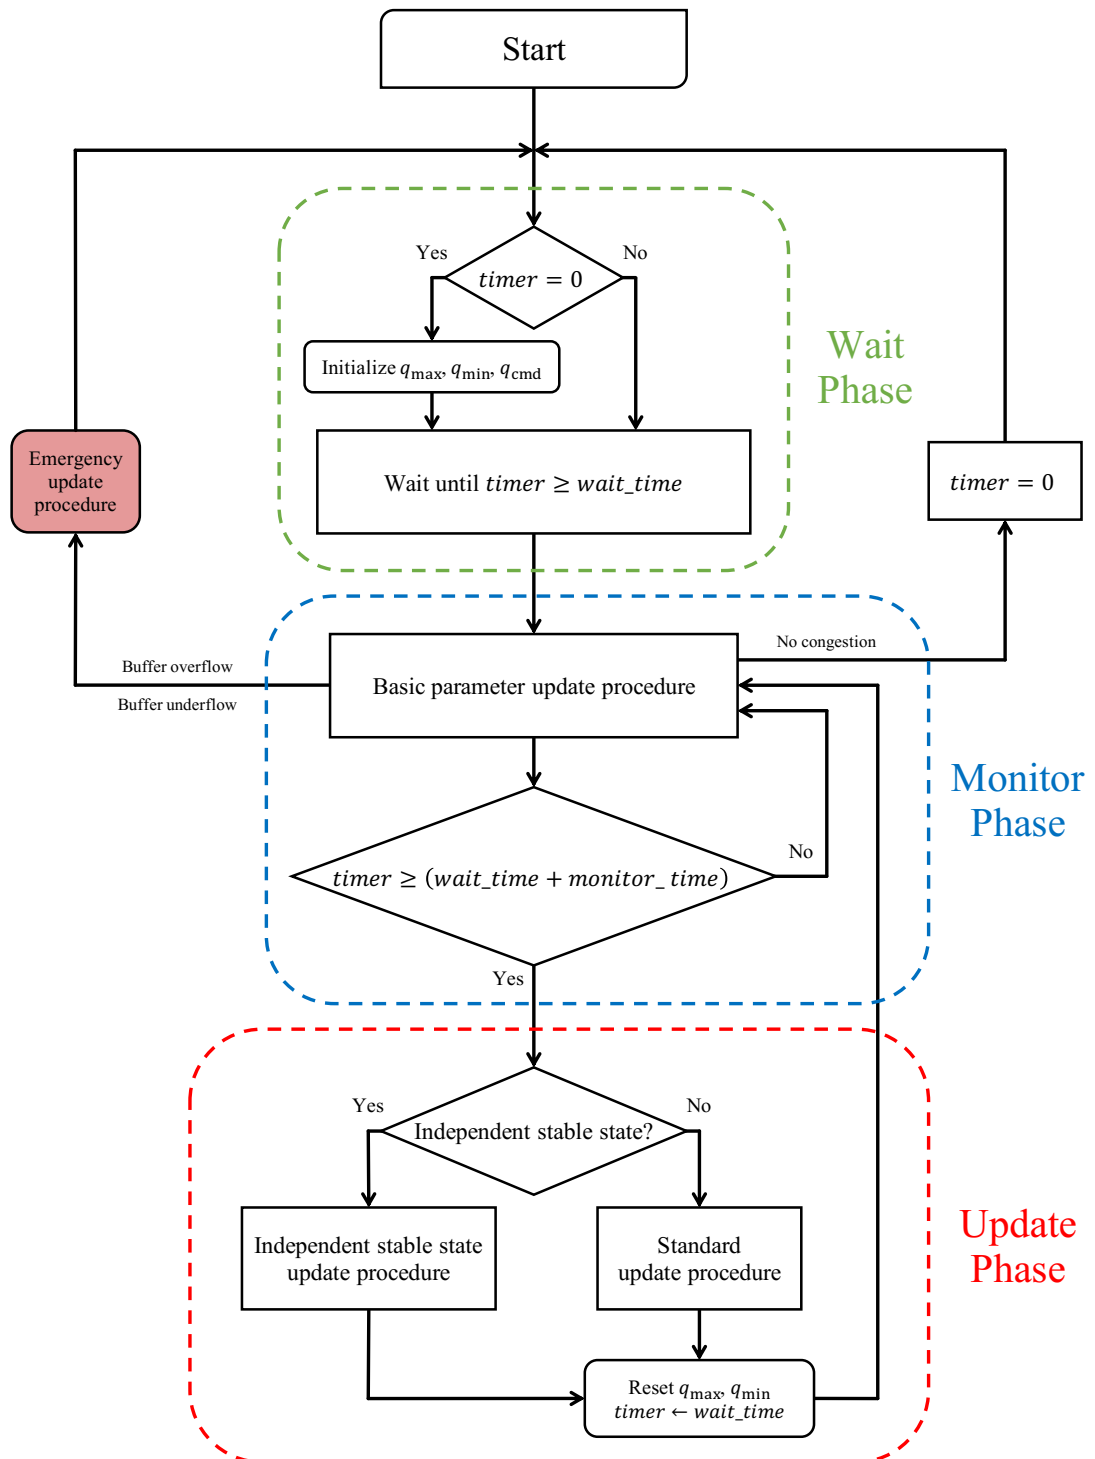 Start
Yes
No
timer = 0
Initialize q_max, q_min, q_cmd
Wait until timer ≥ wait_time
Wait
Phase
Emergency
update
procedure
timer = 0
No congestion
Buffer overflow
Buffer underflow
Basic parameter update procedure
Monitor
Phase
No
timer ≥ (wait_time + monitor_ time)
Yes
Yes
No
Independent stable state?
Independent stable state
update procedure
Standard
update procedure
Update
Phase
Reset q_max, q_min
timer ← wait_time